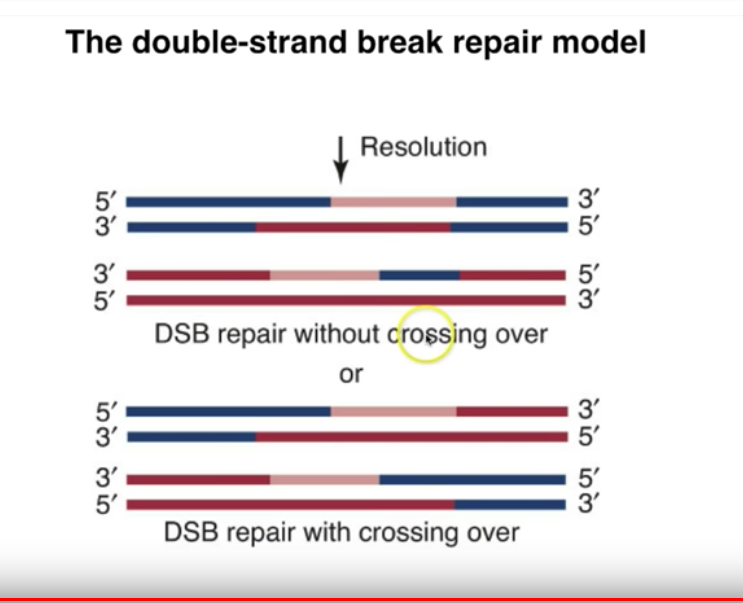 The double-strand break repair model
Resolution
5′ 3′
3′ 5′
3′ 5′
5′ 3′
DSB repair without crossing over
or
5′ 3′
3′ 5′
3′ 5′
5′ 3′
DSB repair with crossing over